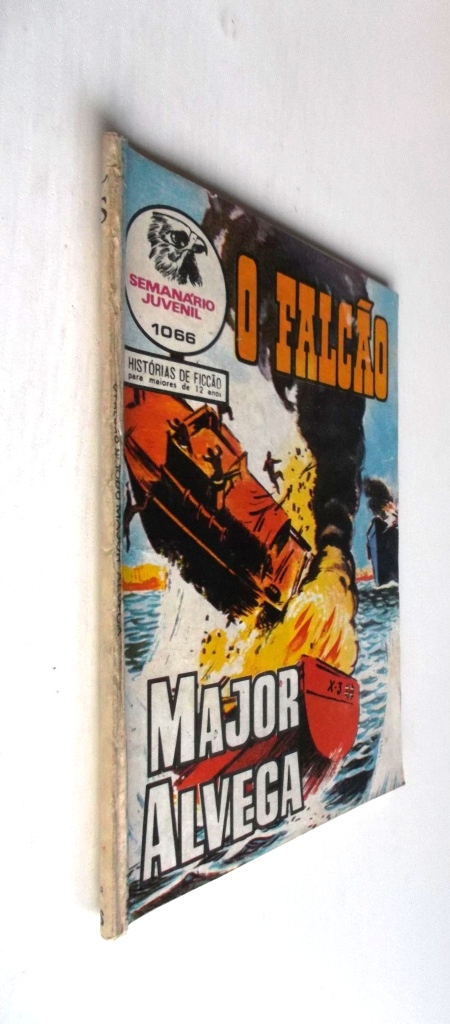 SEMANÁRIO
JUVENIL
1066
O FALCÃO
HISTÓRIAS DE FICÇÃO
para maiores de 12 anos
X-3
MAJOR
ALVEGA